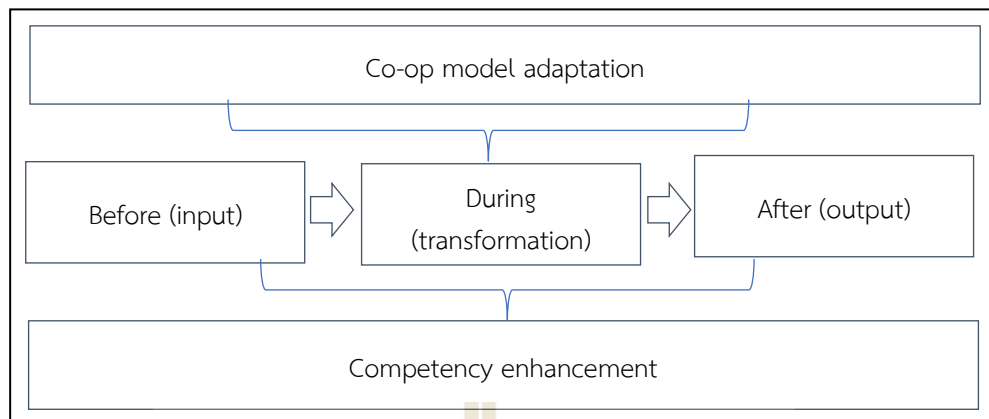 Co-op model adaptation
Before (input)
During
(transformation)
After (output)
Competency enhancement